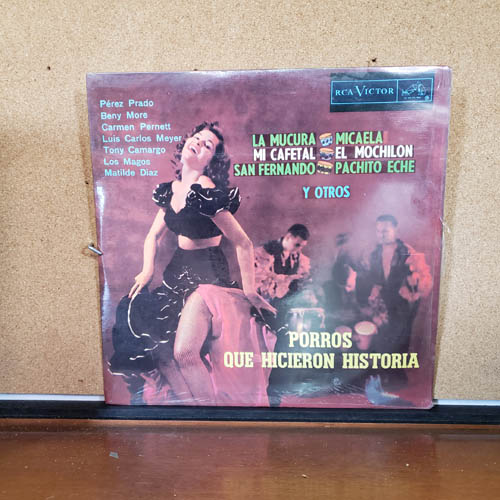 RCA VICTOR
Pérez Prado
Beny More
Carmen Pernett
Luis Carlos Meyer
Tony Camargo
Los Magos
Matilde Diaz
LA MUCURA MICAELA
MI CAFETAL EL MOCHILON
SAN FERNANDO PACHITO ECHE
Y OTROS
PORROS
QUE HICIERON HISTORIA